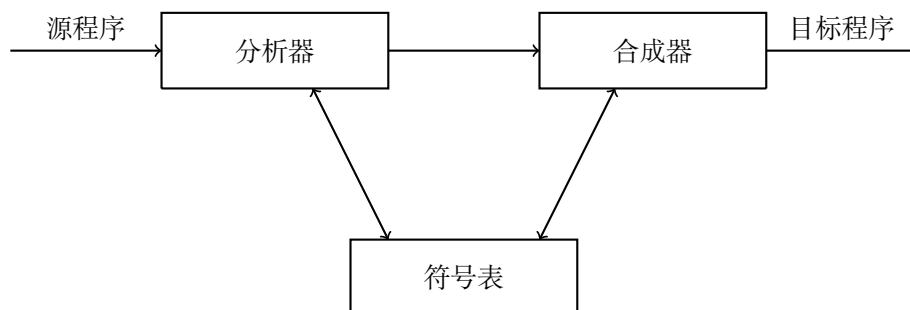 源程序
分析器
合成器
目标程序
符号表